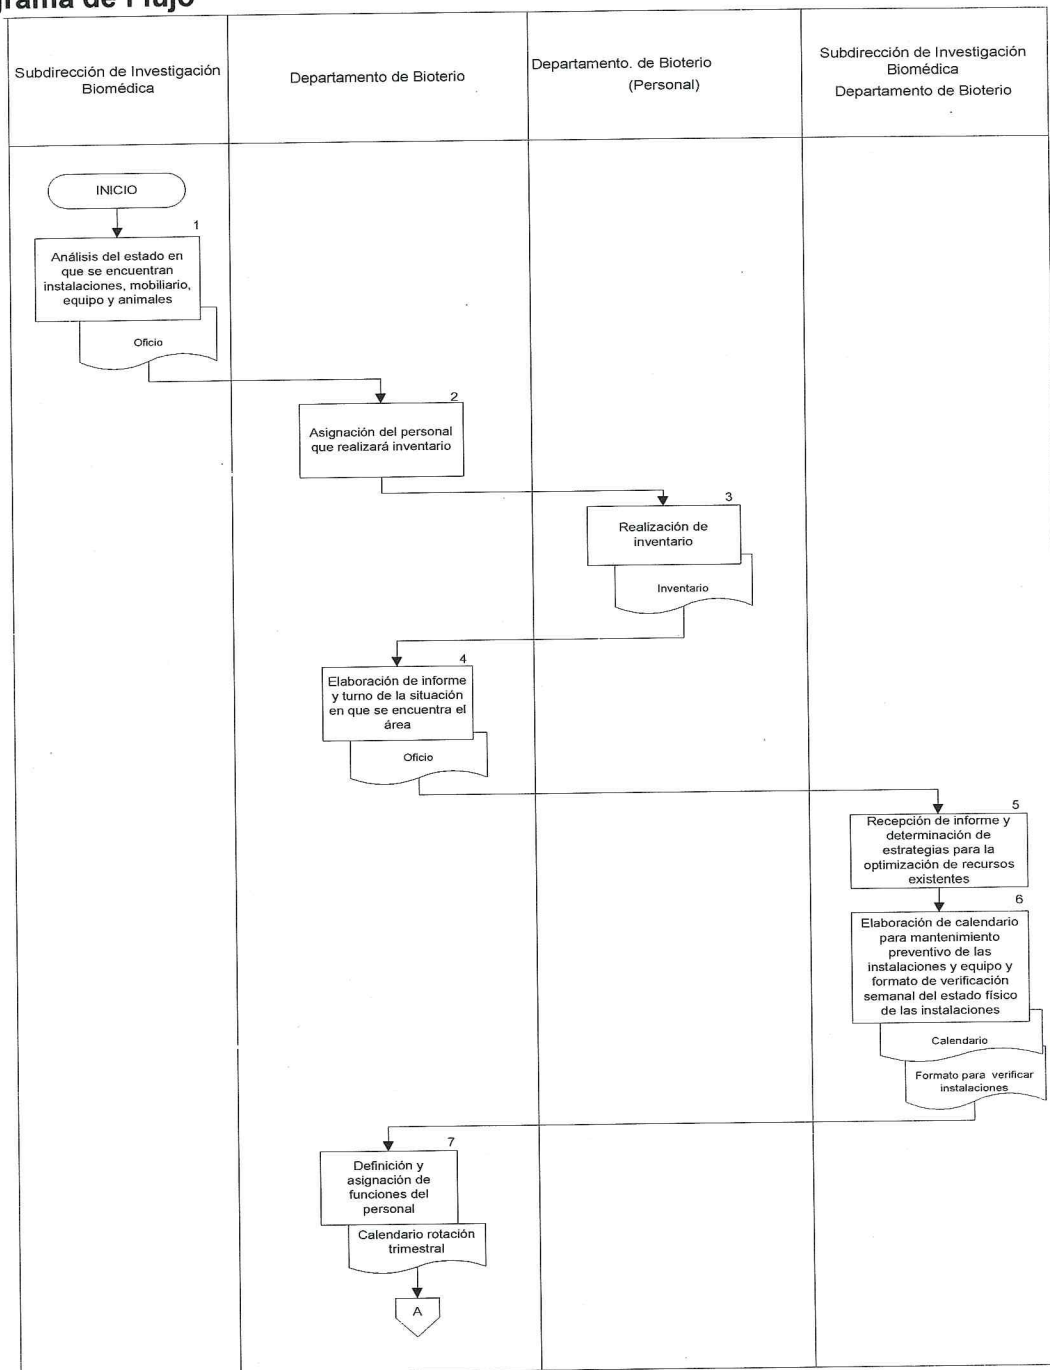 Subdirección de Investigación
Biomédica
Departamento de Bioterio
Departamento. de Bioterio
(Personal)
Subdirección de Investigación
Biomédica
Departamento de Bioterio
INICIO
1
Análisis del estado en
que se encuentran
instalaciones, mobiliario,
equipo y animales
Oficio
2
Asignación del personal
que realizará inventario
3
Realización de
inventario
Inventario
4
Elaboración de informe
y turno de la situación
en que se encuentra el
área
Oficio
5
Recepción de informe y
determinación de
estrategias para la
optimización de recursos
existentes
6
Elaboración de calendario
para mantenimiento
preventivo de las
instalaciones y equipo y
formato de verificación
semanal del estado físico
de las instalaciones
Calendario
Formato para verificar
instalaciones
7
Definición y
asignación de
funciones del
personal
Calendario rotación
trimestral
A